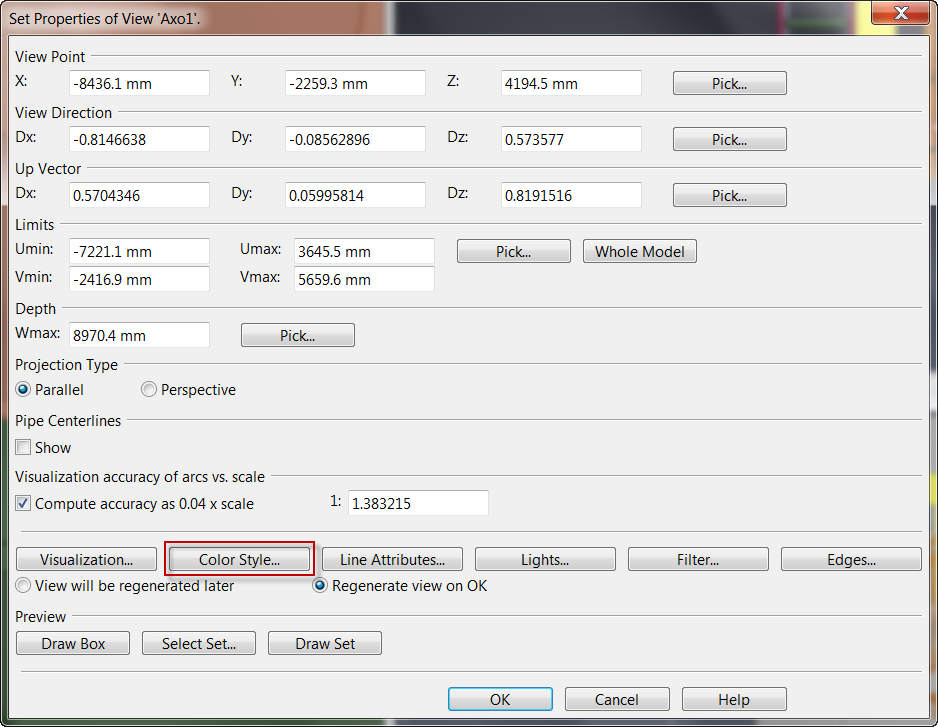 Set Properties of View 'Axo1'.
View Point
X: -8436.1 mm Y: -2259.3 mm Z: 4194.5 mm Pick...
View Direction
Dx: -0.8146638 Dy: -0.08562896 Dz: 0.573577 Pick...
Up Vector
Dx: 0.5704346 Dy: 0.05995814 Dz: 0.8191516 Pick...
Limits
Umin: -7221.1 mm Umax: 3645.5 mm Pick... Whole Model
Vmin: -2416.9 mm Vmax: 5659.6 mm
Depth
Wmax: 8970.4 mm Pick...
Projection Type
Parallel Perspective
Pipe Centerlines
Show
Visualization accuracy of arcs vs. scale
Compute accuracy as 0.04 x scale 1: 1.383215
Visualization... Color Style... Line Attributes... Lights... Filter... Edges...
View will be regenerated later Regenerate view on OK
Preview
Draw Box Select Set... Draw Set
OK Cancel Help